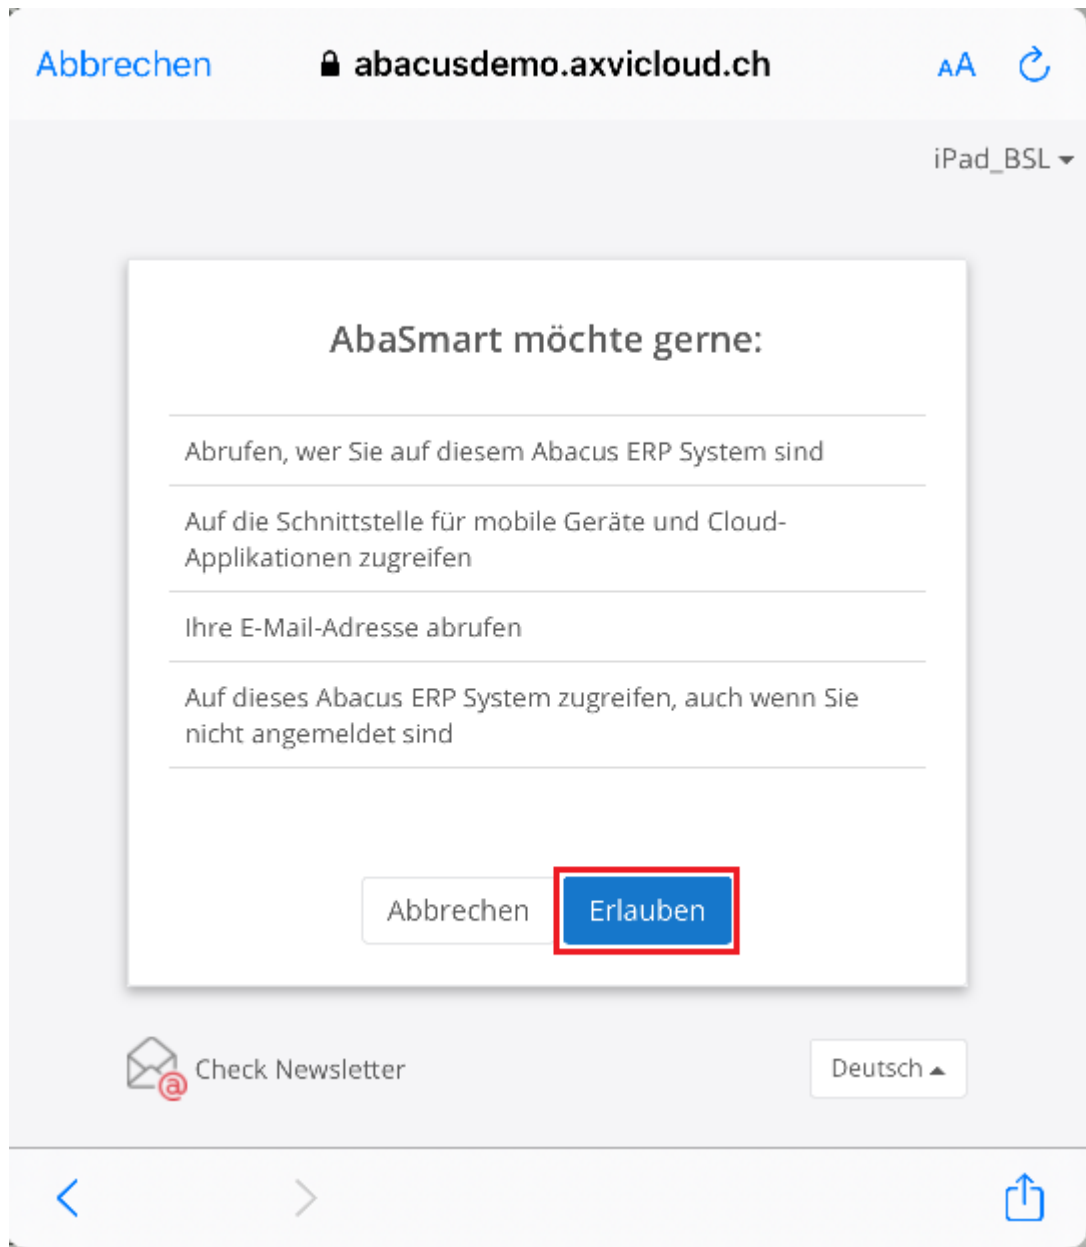 Abbrechen abacusdemo.axvicloud.ch AA
iPad_BSL
AbaSmart möchte gerne:
Abrufen, wer Sie auf diesem Abacus ERP System sind
Auf die Schnittstelle für mobile Geräte und Cloud-
Applikationen zugreifen
Ihre E-Mail-Adresse abrufen
Auf dieses Abacus ERP System zugreifen, auch wenn Sie
nicht angemeldet sind
Abbrechen Erlauben
@ Check Newsletter Deutsch